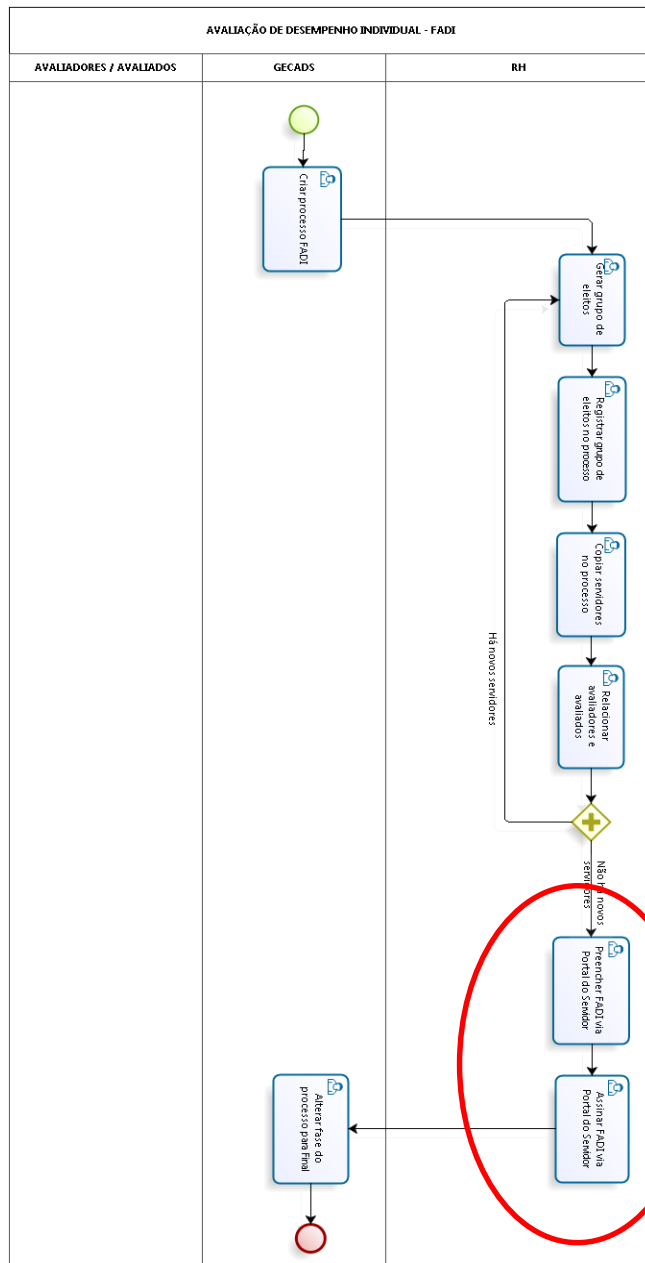 AVALIAÇÃO DE DESEMPENHO INDIVIDUAL - FADI
AVALIADORES / AVALIADOS
GECADS
RH
Criar processo FADI
Gerar grupo de
eleitos
Registrar grupo de
eleitos no processo
Copiar servidores
no processo
Relacionar
avaliadores e
avaliados
Há novos servidores
Não há novos
servidores
Preencher FADI via
Portal do Servidor
Assinar FADI via
Portal do Servidor
Alterar fase do
processo para Final